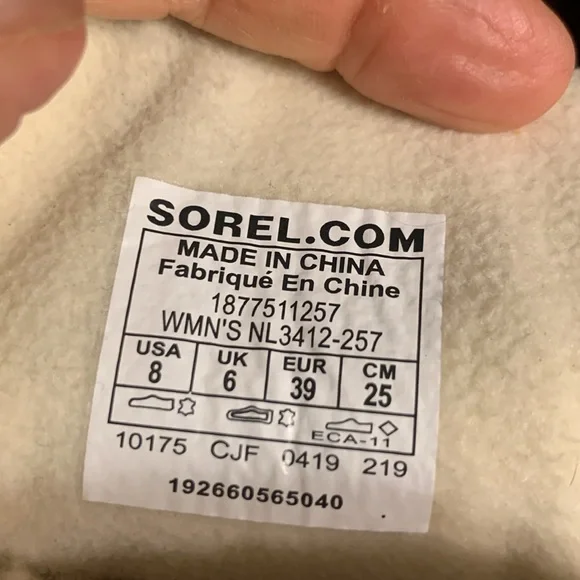 SOREL.COM
MADE IN CHINA
Fabriqué En Chine
1877511257
WMN'S NL3412-257
USA UK EUR CM
8 6 39 25
ECA-11
10175 CJF 0419 219
192660565040